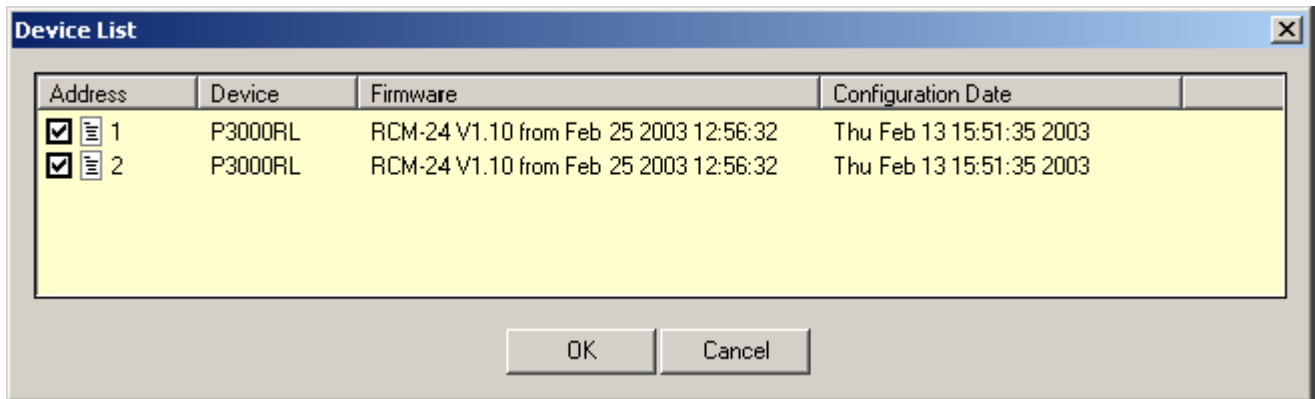 Device List
Address Device Firmware Configuration Date
1 P3000RL RCM-24 V1.10 from Feb 25 2003 12:56:32 Thu Feb 13 15:51:35 2003
2 P3000RL RCM-24 V1.10 from Feb 25 2003 12:56:32 Thu Feb 13 15:51:35 2003
OK Cancel